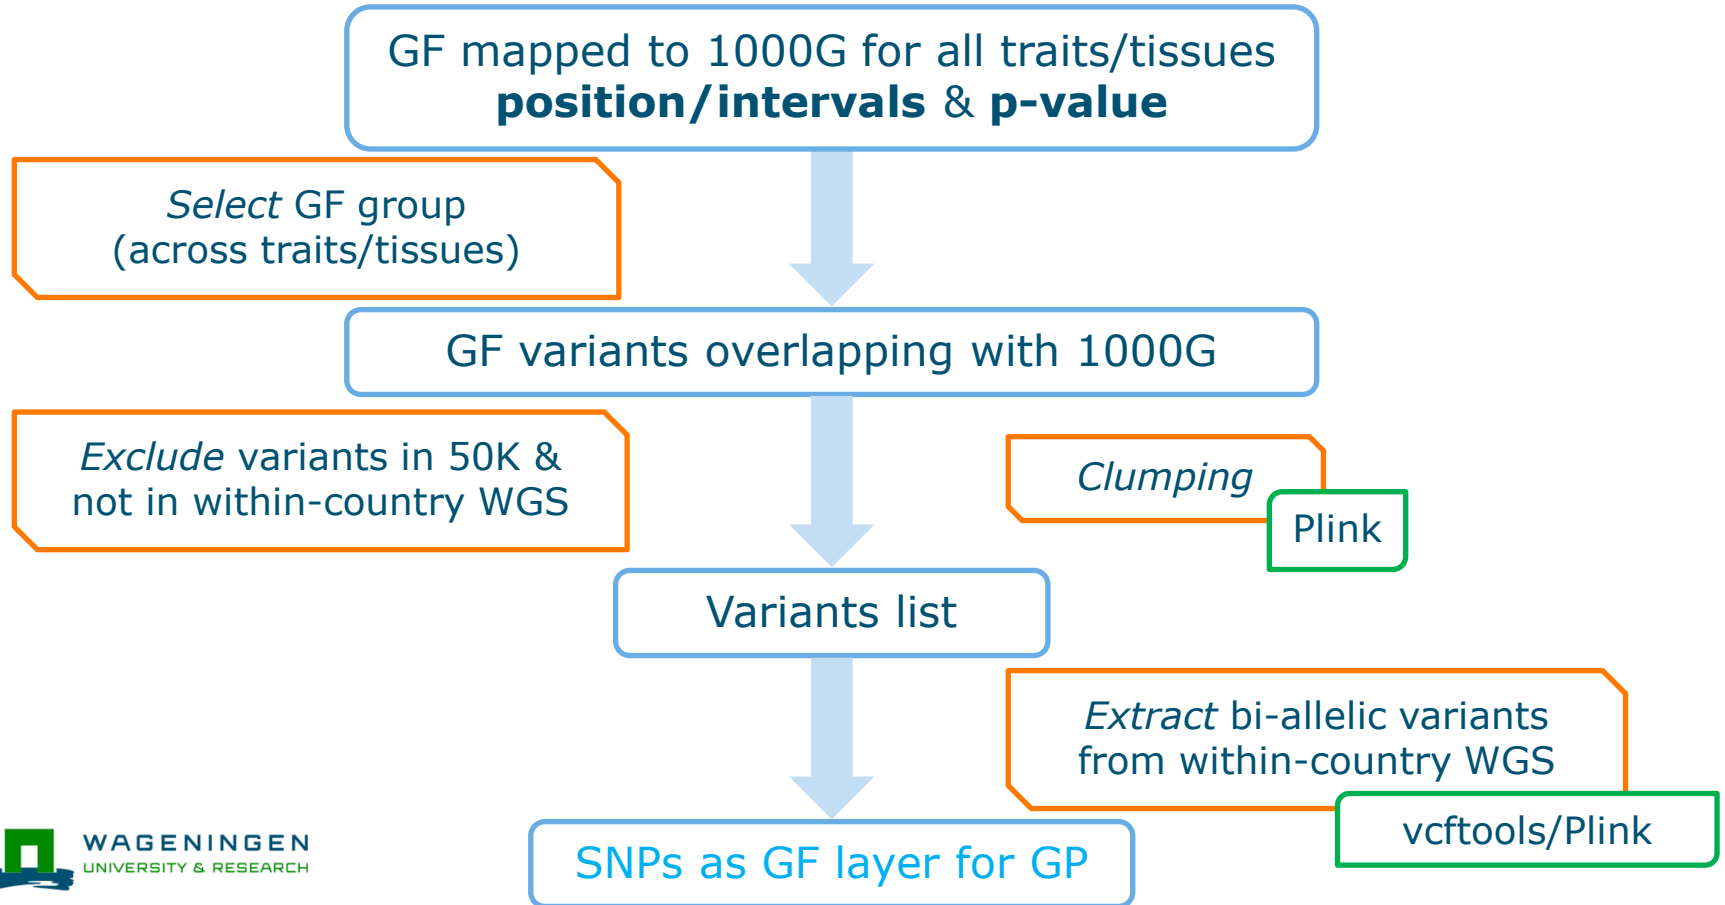 GF mapped to 1000G for all traits/tissues
position/intervals & p-value
Select GF group
(across traits/tissues)
GF variants overlapping with 1000G
Exclude variants in 50K &
not in within-country WGS
Clumping
Plink
Variants list
Extract bi-allelic variants
from within-country WGS
vcftools/Plink
SNPs as GF layer for GP
WAGENINGEN
UNIVERSITY & RESEARCH